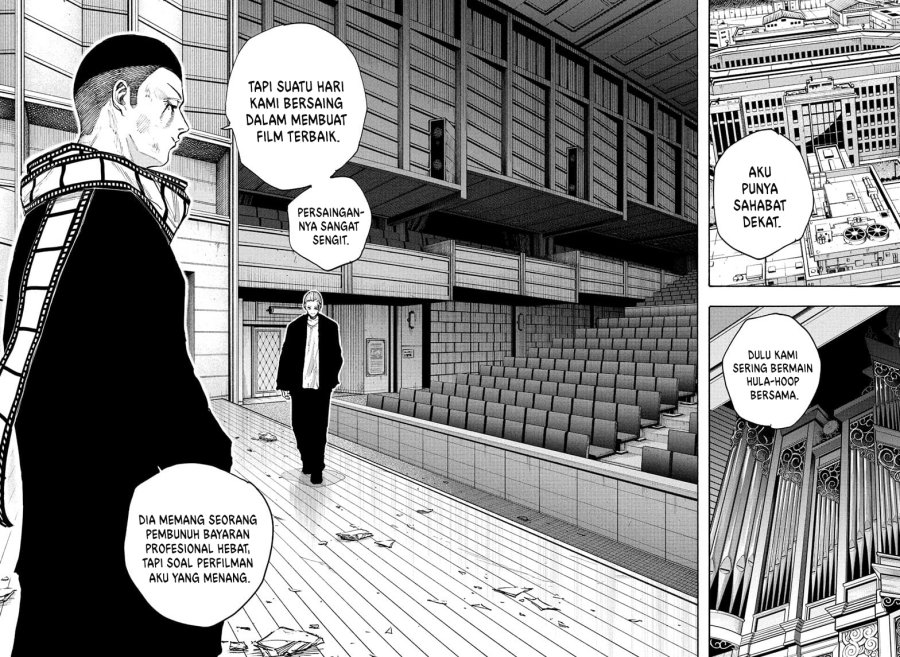 AKU
PUNYA
SAHABAT
DEKAT.
DULU KAMI
SERING BERMAIN
HULA-HOOP
BERSAMA.
TAPI SUATU HARI
KAMI BERSAING
DALAM MEMBUAT
FILM TERBAIK.
PERSAINGAN-
NYA SANGAT
SENGIT.
DIA MEMANG SEORANG
PEMBUNUH BAYARAN
PROFESIONAL HEBAT,
TAPI SOAL PERFILMAN
AKU YANG MENANG.